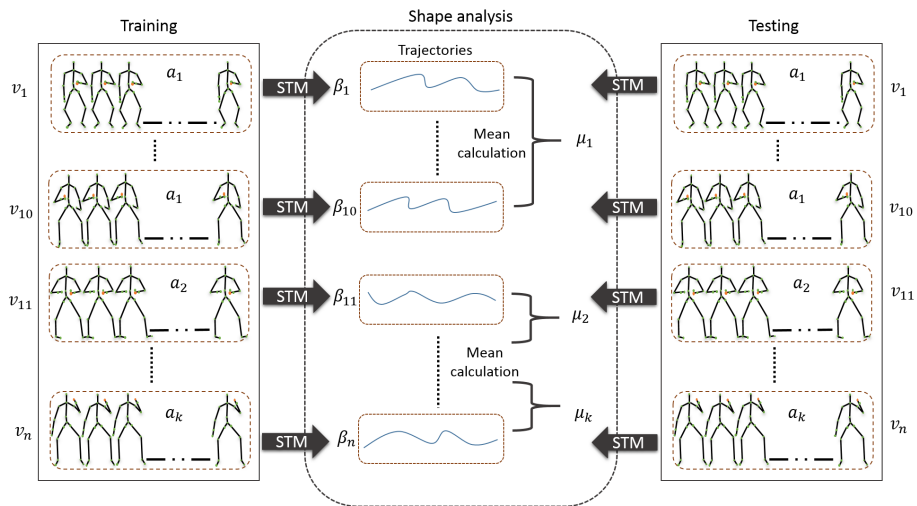 Training
Shape analysis
Testing
Trajectories
v₁
a₁
STM
β₁
STM
a₁
v₁
Mean
calculation
μ₁
v₁₀
a₁
STM
β₁₀
STM
a₁
v₁₀
v₁₁
a₂
STM
β₁₁
μ₂
STM
a₂
v₁₁
Mean
calculation
vₙ
aₖ
STM
βₙ
μₖ
STM
aₖ
vₙ